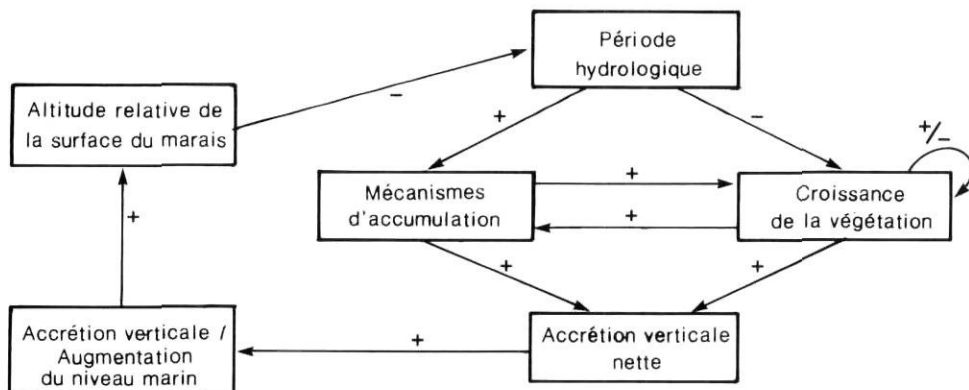 Période
hydrologique
Altitude relative de
la surface du marais
−
+
−
+/−
Mécanismes
d'accumulation
+
+
Croissance
de la végétation
+
+
+
Accrétion verticale /
Augmentation
du niveau marin
+
Accrétion verticale
nette